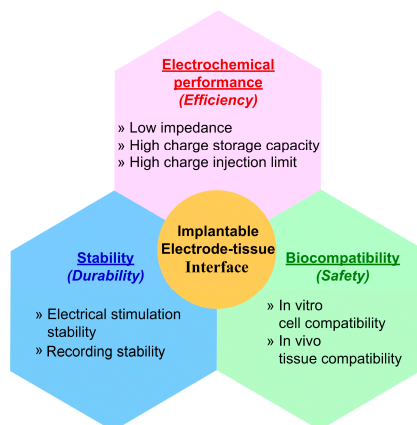 Electrochemical
performance
(Efficiency)
» Low impedance
» High charge storage capacity
» High charge injection limit
Implantable
Electrode-tissue
Interface
Stability
(Durability)
» Electrical stimulation
stability
» Recording stability
Biocompatibility
(Safety)
» In vitro
cell compatibility
» In vivo
tissue compatibility